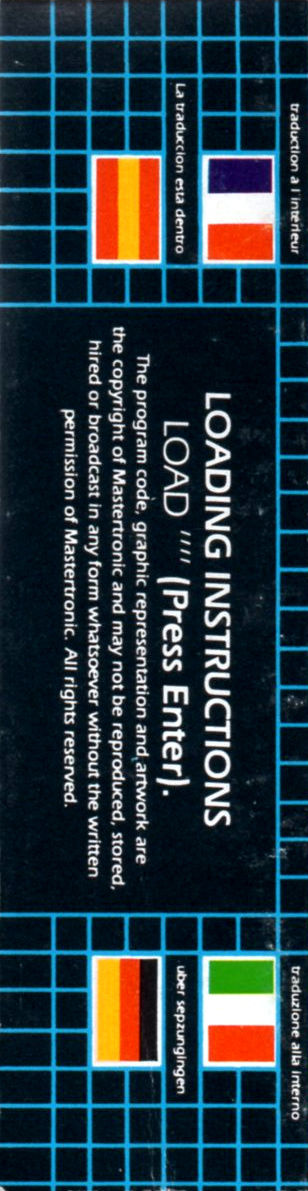 traduction a l'interieur
La traduccion esta dentro
LOADING INSTRUCTIONS
LOAD "" (Press Enter).
The program code, graphic representation and artwork are
the copyright of Mastertronic and may not be reproduced, stored,
hired or broadcast in any form whatsoever without the written
permission of Mastertronic. All rights reserved.
traduzione alla interno
uber sepzungingen